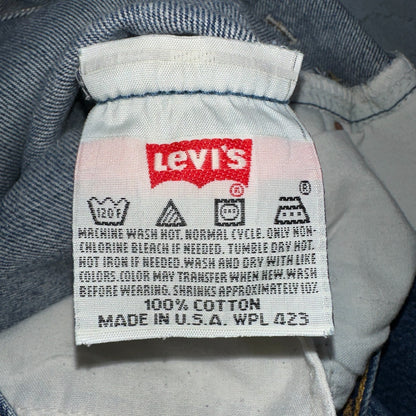 LEVI'S
R
120F
R
MACHINE WASH HOT, NORMAL CYCLE. ONLY NON-
CHLORINE BLEACH IF NEEDED. TUMBLE DRY HOT.
HOT IRON IF NEEDED. WASH AND DRY WITH LIKE
COLORS. COLOR MAY TRANSFER WHEN NEW. WASH
BEFORE WEARING. SHRINKS APPROXIMATELY 10%.
100% COTTON
MADE IN U.S.A. WPL 423